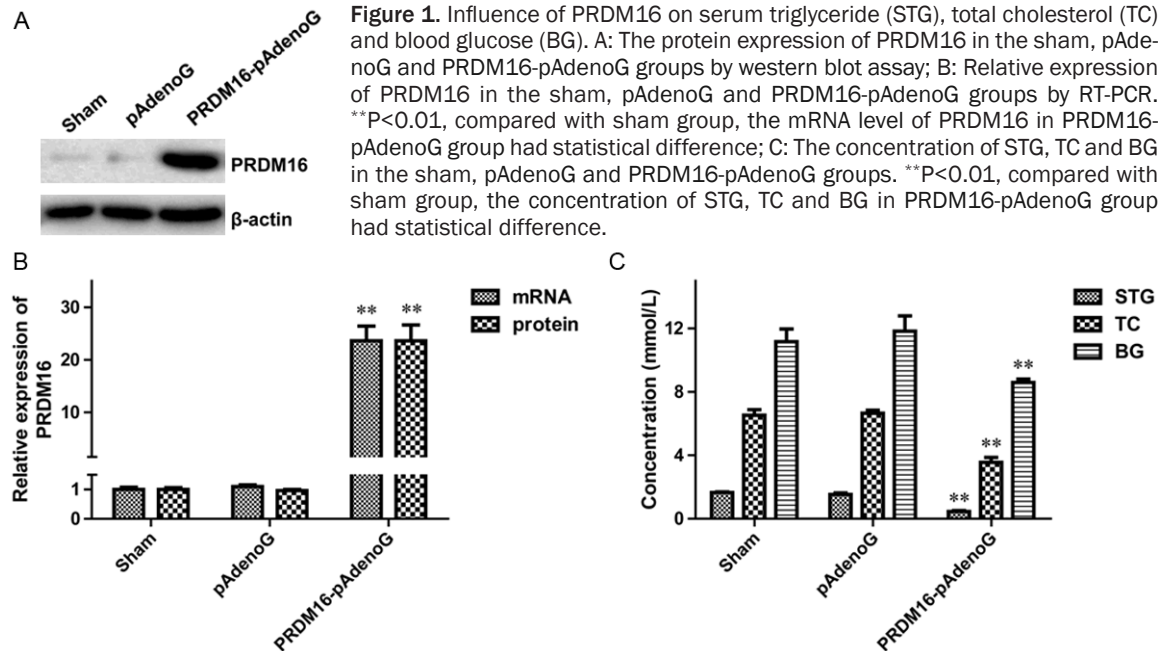 A
Sham
pAdenoG
PRDM16-pAdenoG
PRDM16
β-actin
Figure 1. Influence of PRDM16 on serum triglyceride (STG), total cholesterol (TC)
and blood glucose (BG). A: The protein expression of PRDM16 in the sham, pAde-
noG and PRDM16-pAdenoG groups by western blot assay; B: Relative expression
of PRDM16 in the sham, pAdenoG and PRDM16-pAdenoG groups by RT-PCR.
**P<0.01, compared with sham group, the mRNA level of PRDM16 in PRDM16-
pAdenoG group had statistical difference; C: The concentration of STG, TC and BG
in the sham, pAdenoG and PRDM16-pAdenoG groups. **P<0.01, compared with
sham group, the concentration of STG, TC and BG in PRDM16-pAdenoG group
had statistical difference.
B
Relative expression of
PRDM16
30
20
10
1
0
** **
mRNA
protein
Sham
pAdenoG
PRDM16-pAdenoG
C
Concentration (mmol/L)
12
8
4
0
**
**
**
STG
TC
BG
Sham
pAdenoG
PRDM16-pAdenoG